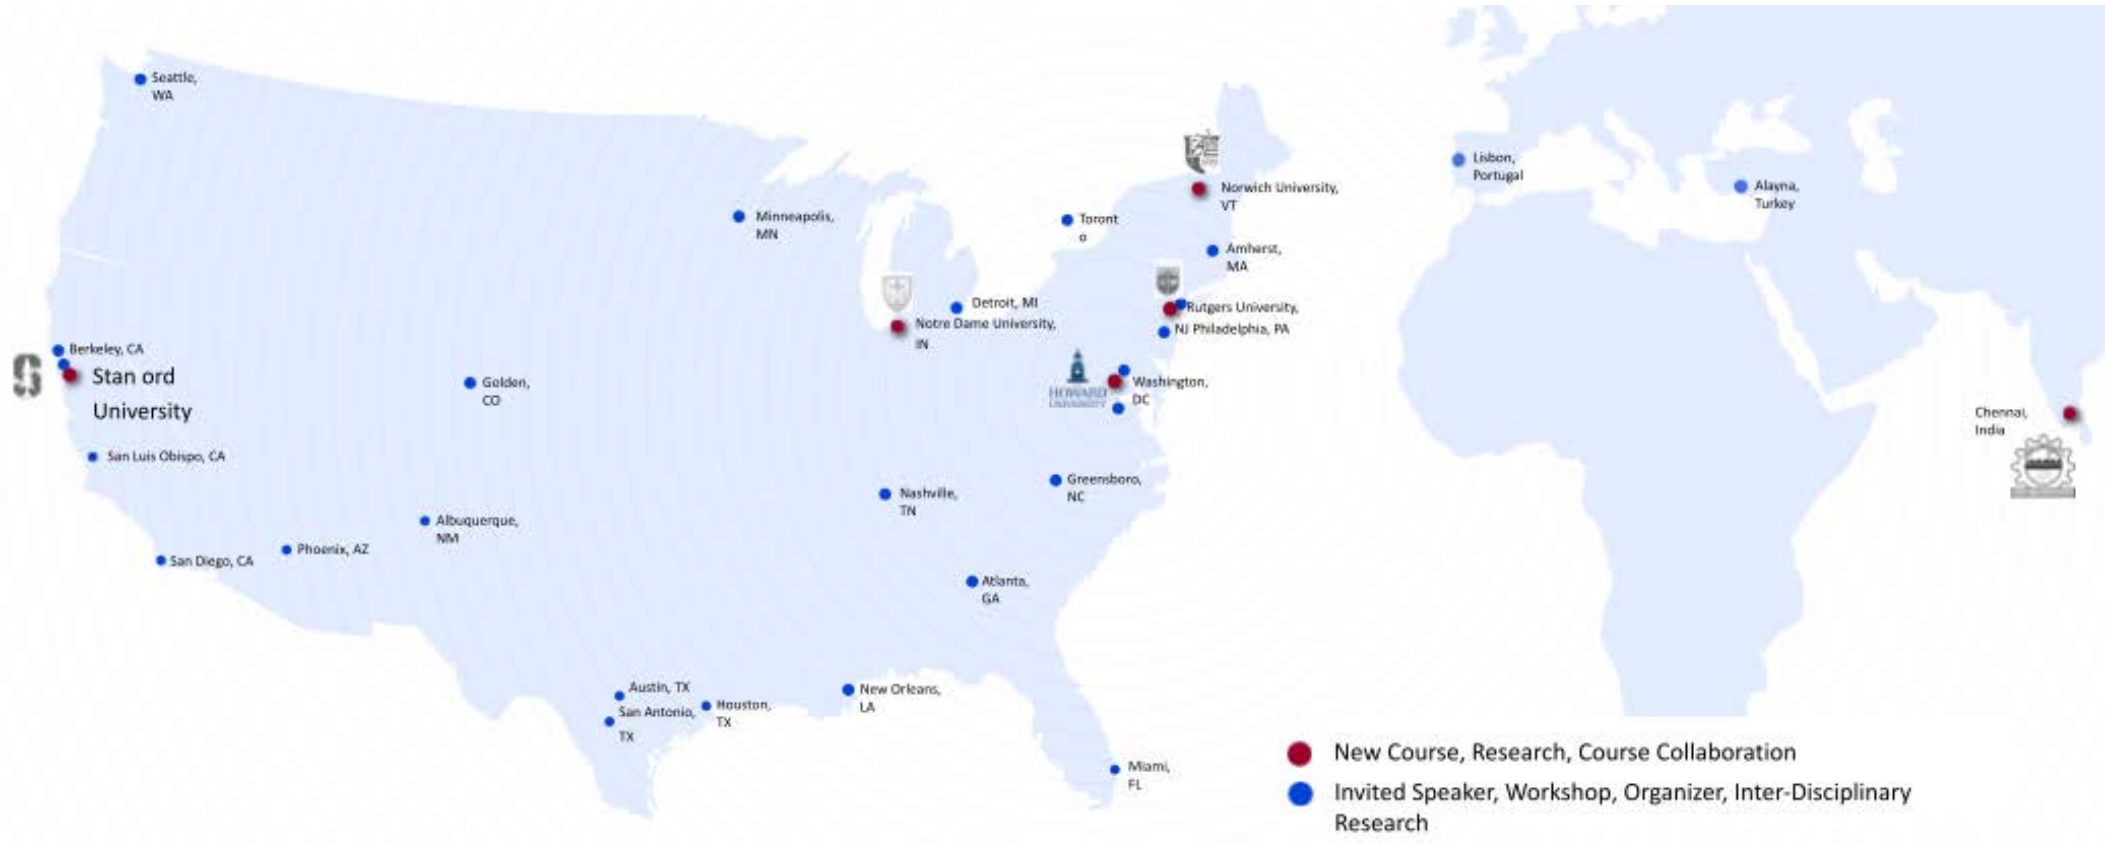 Seattle,
WA
Minneapolis,
MN
Toront
o
Norwich University,
VT
Amherst,
MA
Detroit, MI
Notre Dame University,
IN
Rutgers University,
NJ Philadelphia, PA
Berkeley, CA
Stan ord
University
Golden,
CO
HOWARD
UNIVERSITY
Washington,
DC
San Luis Obispo, CA
Nashville,
TN
Greensboro,
NC
Albuquerque,
NM
Phoenix, AZ
San Diego, CA
Atlanta,
GA
Austin, TX
San Antonio,
TX
Houston,
TX
New Orleans,
LA
Miami,
FL
Lisbon,
Portugal
Alayna,
Turkey
Chennai,
India
New Course, Research, Course Collaboration
Invited Speaker, Workshop, Organizer, Inter-Disciplinary
Research